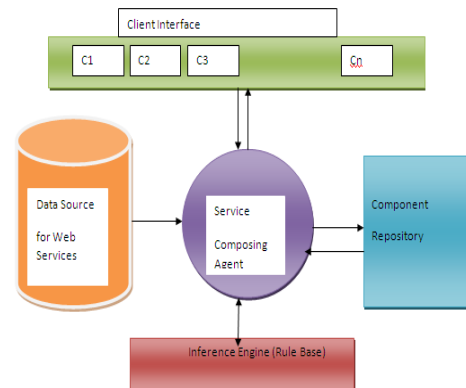 Client Interface
C1
C2
C3
Cn
Data Source
for Web
Services
Service
Composing
Agent
Component
Repository
Inference Engine (Rule Base)